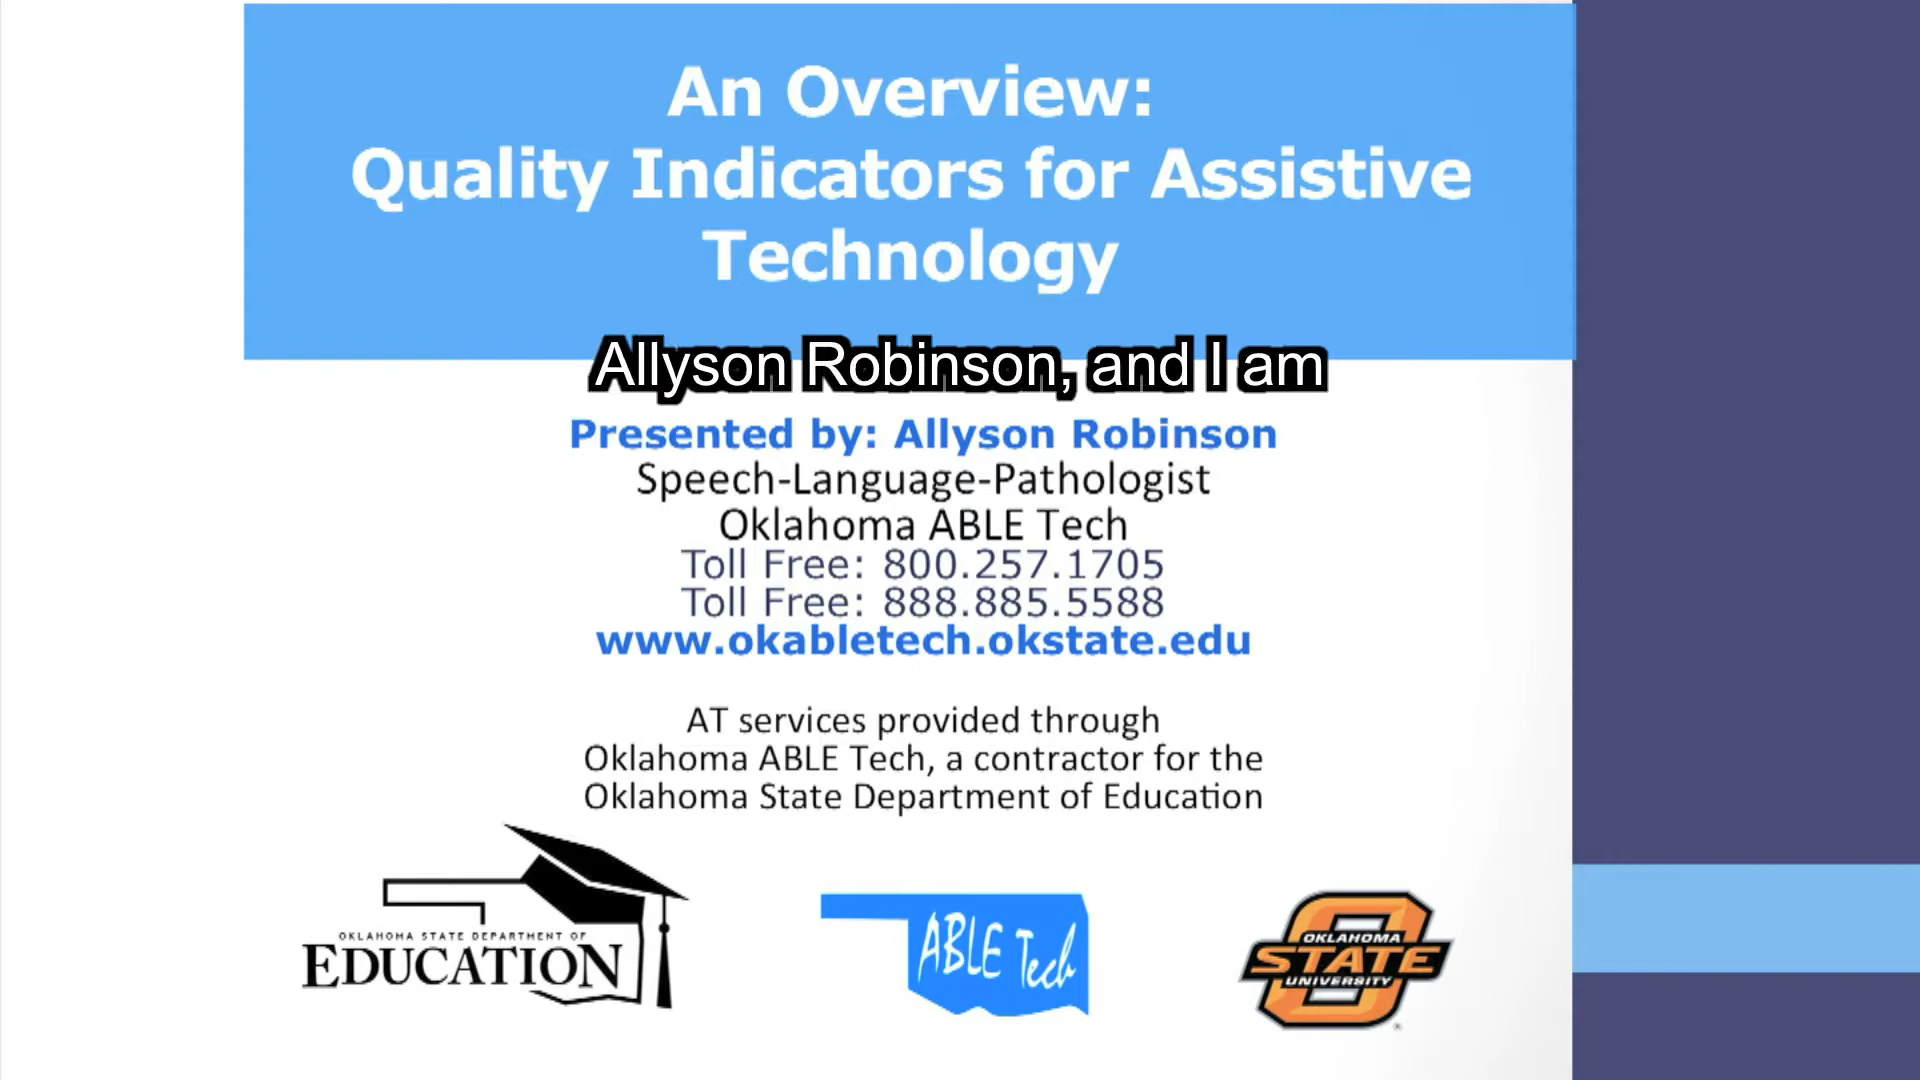 An Overview:
Quality Indicators for Assistive
Technology
Allyson Robinson, and I am
Presented by: Allyson Robinson
Speech-Language-Pathologist
Oklahoma ABLE Tech
Toll Free: 800.257.1705
Toll Free: 888.885.5588
www.okabletech.okstate.edu
AT services provided through
Oklahoma ABLE Tech, a contractor for the
Oklahoma State Department of Education
OKLAHOMA STATE DEPARTMENT OF
EDUCATION
ABLE Tech
OKLAHOMA
STATE
UNIVERSITY